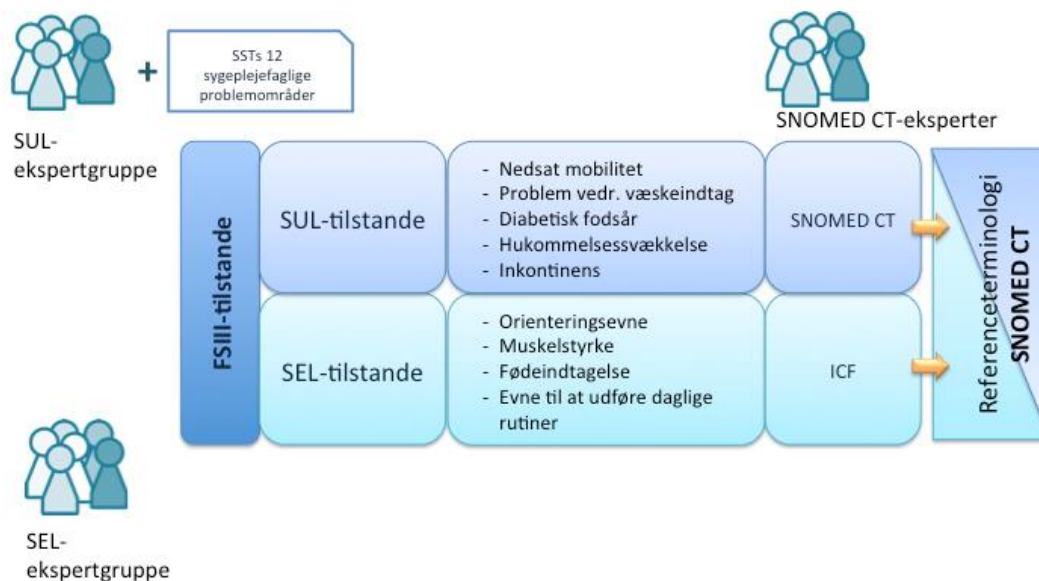 SSTs 12
sygeplejefaglige
problemområder
+
SUL-
ekspertgruppe
SNOMED CT-eksperter
FSIII-tilstande
SUL-tilstande
- Nedsat mobilitet
- Problem vedr. væskeindtag
- Diabetisk fodsår
- Hukommelsessvækkelse
- Inkontinens
SNOMED CT
SEL-tilstande
- Orienteringsevne
- Muskelstyrke
- Fødeindtagelse
- Evne til at udføre daglige
rutiner
ICF
Referenceterminologi
SNOMED CT
SEL-
ekspertgruppe